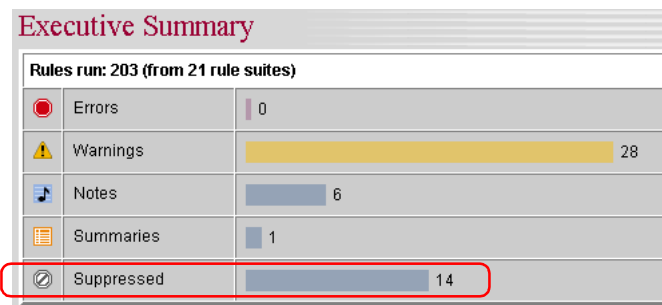 Executive Summary
Rules run: 203 (from 21 rule suites)
Errors 0
Warnings 28
Notes 6
Summaries 1
Suppressed 14